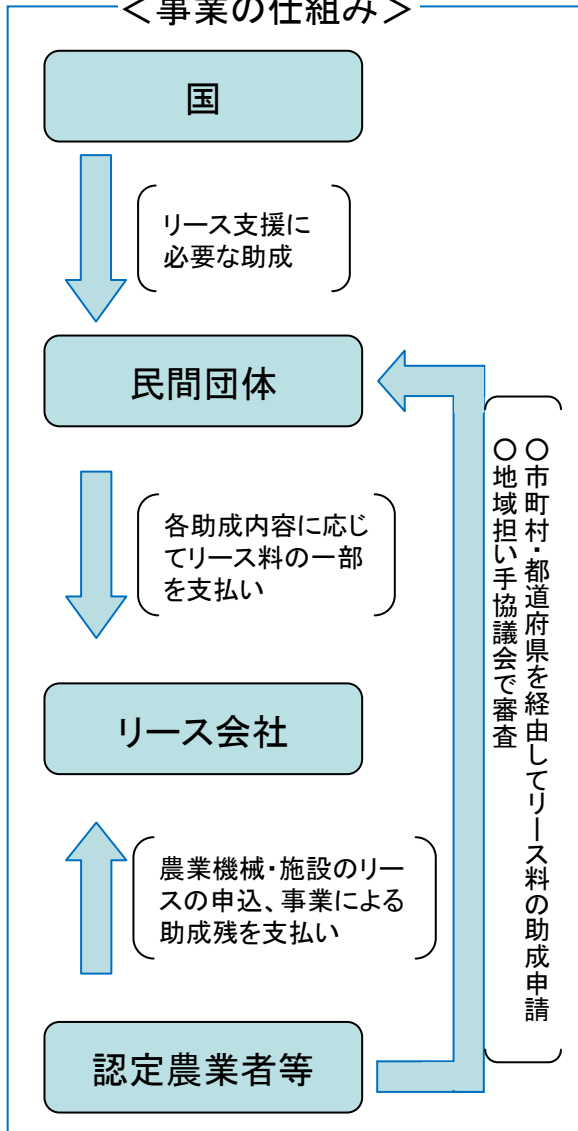 ＜事業の仕組み＞
国
リース支援に
必要な助成
民間団体
各助成内容に応じ
てリース料の一部
を支払い
○市町村・都道府県を経由してリース料の助成申請
○地域担い手協議会で審査
リース会社
農業機械・施設のリー
スの申込、事業による
助成残を支払い
認定農業者等